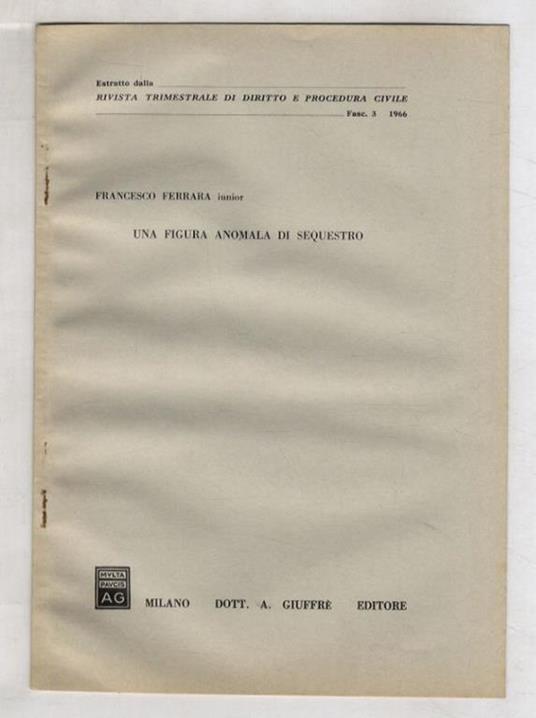 Estratto dalla
RIVISTA TRIMESTRALE DI DIRITTO E PROCEDURA CIVILE
Fasc. 3 1966
FRANCESCO FERRARA iunior
UNA FIGURA ANOMALA DI SEQUESTRO
MVLTA
PAVCIS
AG
MILANO DOTT. A. GIUFFRÈ EDITORE